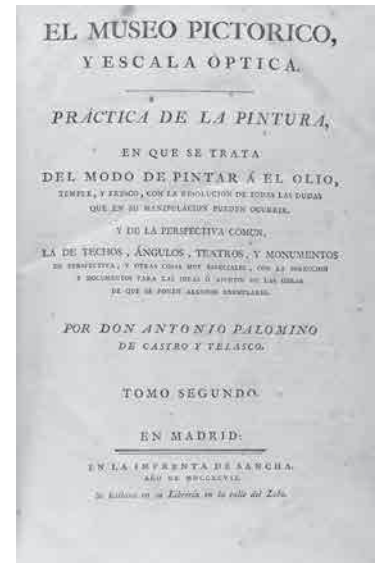 EL MUSEO PICTORICO,
Y ESCALA ÓPTICA.
PRÁCTICA DE LA PINTURA,
EN QUE SE TRATA
DEL MODO DE PINTAR Á EL OLIO,
TEMPLE, Y FRESCO, CON LA RESOLUCION DE TODAS LAS DUDAS
QUE EN SU MANIPULACION PUEDEN OCURRIR.
Y DE LA PERSPECTIVA COMUN,
LA DE TECHOS, ÁNGULOS, TEATROS, Y MONUMENTOS
DE PERSPECTIVA, Y OTRAS COSAS MUY ESPECIALES, CON LA DIRECCION
Y DOCUMENTOS PARA LAS IDEAS Ó ASUNTOS DE LAS OBRAS
DE QUE SE PONEN ALGUNOS EXEMPLARES.
POR DON ANTONIO PALOMINO
DE CASTRO Y VELASCO.
TOMO SEGUNDO.
EN MADRID:
EN LA IMPRENTA DE SANCHA.
AÑO DE MDCCXCVII.
Se hallará en su Librería en la calle del Lobo.